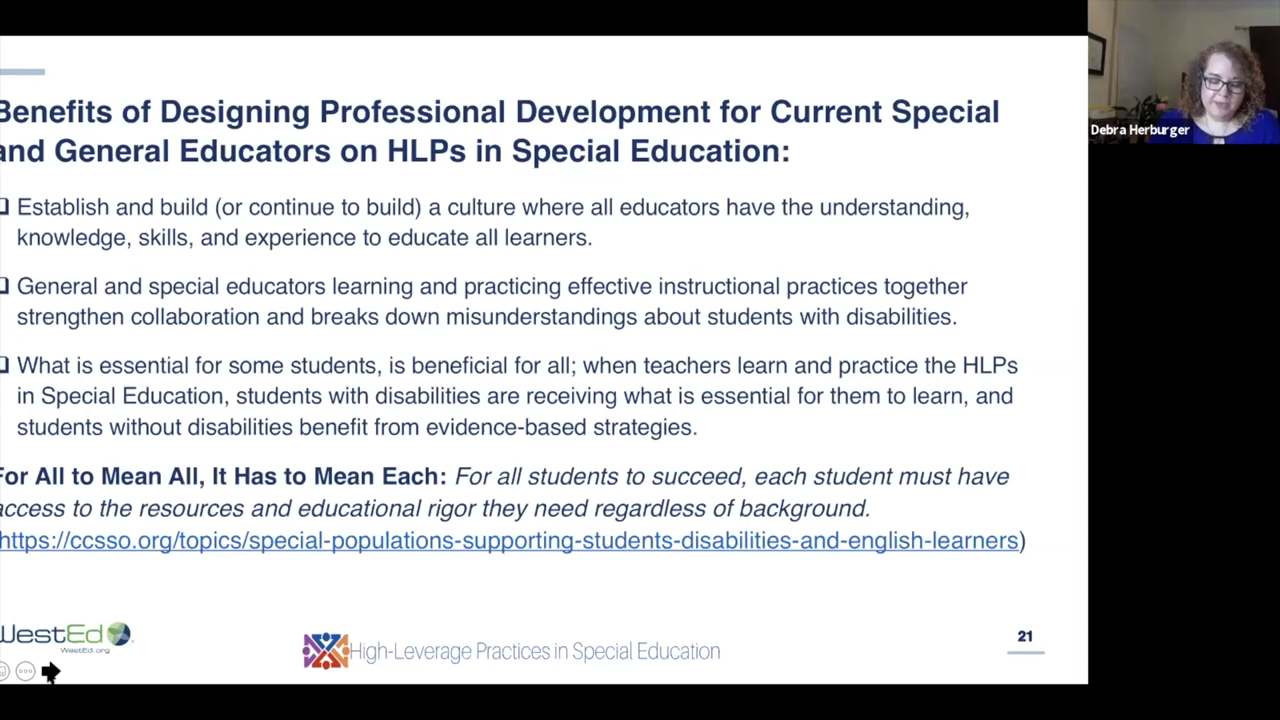 Benefits of Designing Professional Development for Current Special
and General Educators on HLPs in Special Education:
Establish and build (or continue to build) a culture where all educators have the understanding,
knowledge, skills, and experience to educate all learners.
General and special educators learning and practicing effective instructional practices together
strengthen collaboration and breaks down misunderstandings about students with disabilities.
What is essential for some students, is beneficial for all; when teachers learn and practice the HLPs
in Special Education, students with disabilities are receiving what is essential for them to learn, and
students without disabilities benefit from evidence-based strategies.
For All to Mean All, It Has to Mean Each: For all students to succeed, each student must have
access to the resources and educational rigor they need regardless of background.
https://ccsso.org/topics/special-populations-supporting-students-disabilities-and-english-learners)
WestEd
WestEd.org
High-Leverage Practices in Special Education
21
Debra Herburger